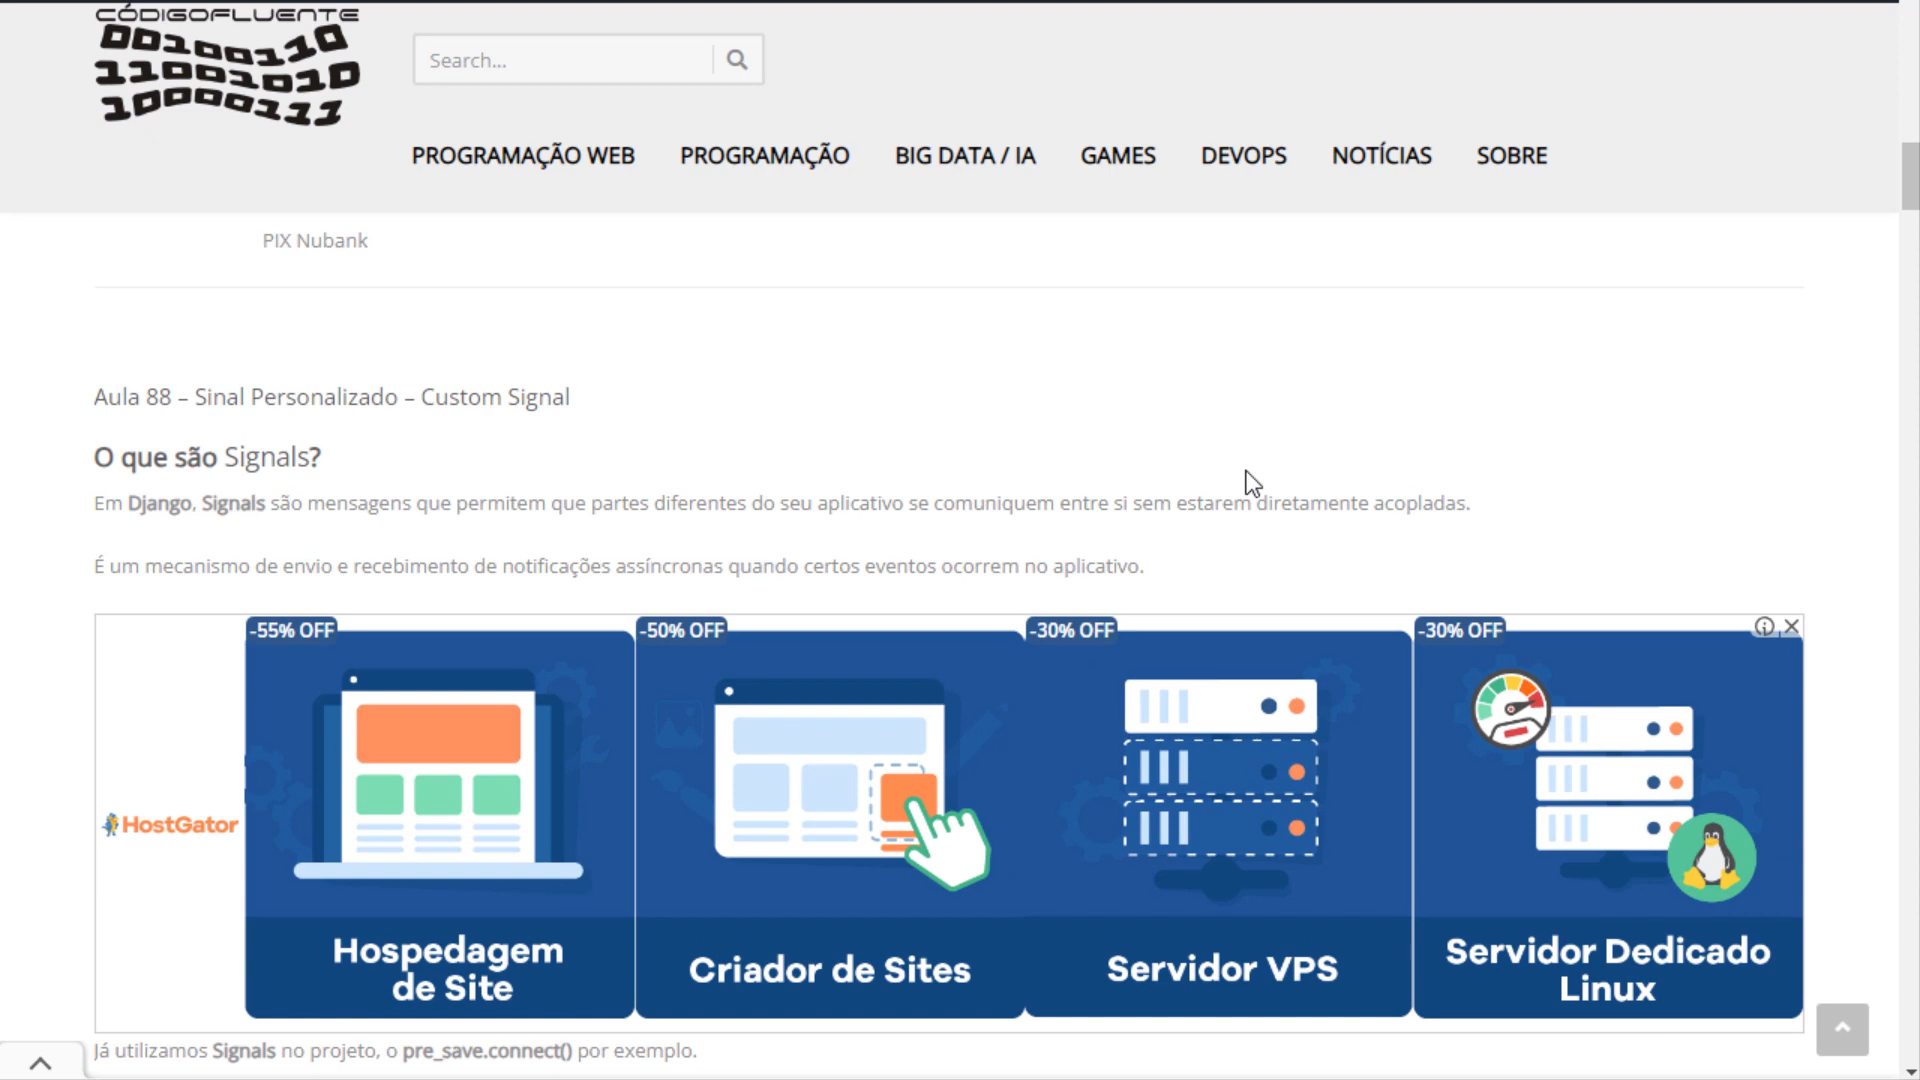 CÓDIGOFLUENTE
00100110
11001010
10000111
Search...
PROGRAMAÇÃO WEB PROGRAMAÇÃO BIG DATA / IA GAMES DEVOPS NOTÍCIAS SOBRE
PIX Nubank
Aula 88 – Sinal Personalizado – Custom Signal
O que são Signals?
Em Django, Signals são mensagens que permitem que partes diferentes do seu aplicativo se comuniquem entre si sem estarem diretamente acopladas.
É um mecanismo de envio e recebimento de notificações assíncronas quando certos eventos ocorrem no aplicativo.
-55% OFF
-50% OFF
-30% OFF
-30% OFF
HostGator
Hospedagem
de Site
Criador de Sites
Servidor VPS
Servidor Dedicado
Linux
Já utilizamos Signals no projeto, o pre_save.connect() por exemplo.